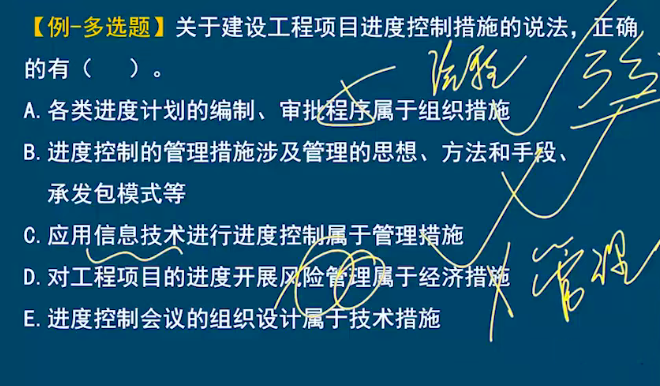 【例-多选题】关于建设工程项目进度控制措施的说法，正确
的有（ ）。
A.各类进度计划的编制、审批程序属于组织措施
B.进度控制的管理措施涉及管理的思想、方法和手段、
承发包模式等
C.应用信息技术进行进度控制属于管理措施
D.对工程项目的进度开展风险管理属于经济措施
管理
E.进度控制会议的组织设计属于技术措施